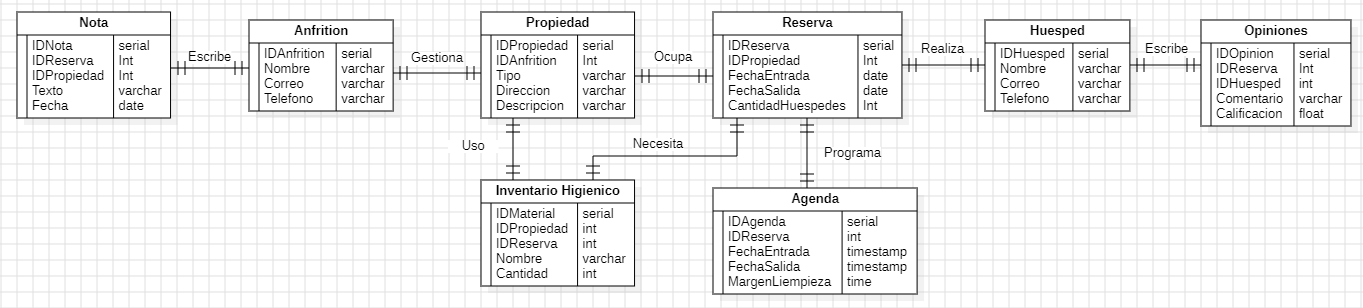 Nota
IDNota serial
IDReserva Int
IDPropiedad Int
Texto varchar
Fecha date
Escribe
Anfrition
IDAnfrition serial
Nombre varchar
Correo varchar
Telefono varchar
Gestiona
Propiedad
IDPropiedad serial
IDAnfrition Int
Tipo varchar
Direccion varchar
Descripcion varchar
Ocupa
Reserva
IDReserva serial
IDPropiedad Int
FechaEntrada date
FechaSalida date
CantidadHuespedes Int
Realiza
Huesped
IDHuesped serial
Nombre varchar
Correo varchar
Telefono varchar
Escribe
Opiniones
IDOpinion serial
IDReserva Int
IDHuesped int
Comentario varchar
Calificacion float
Uso
Necesita
Programa
Inventario Higienico
IDMaterial serial
IDPropiedad int
IDReserva int
Nombre varchar
Cantidad int
Agenda
IDAgenda serial
IDReserva int
FechaEntrada timestamp
FechaSalida timestamp
MargenLiempieza time